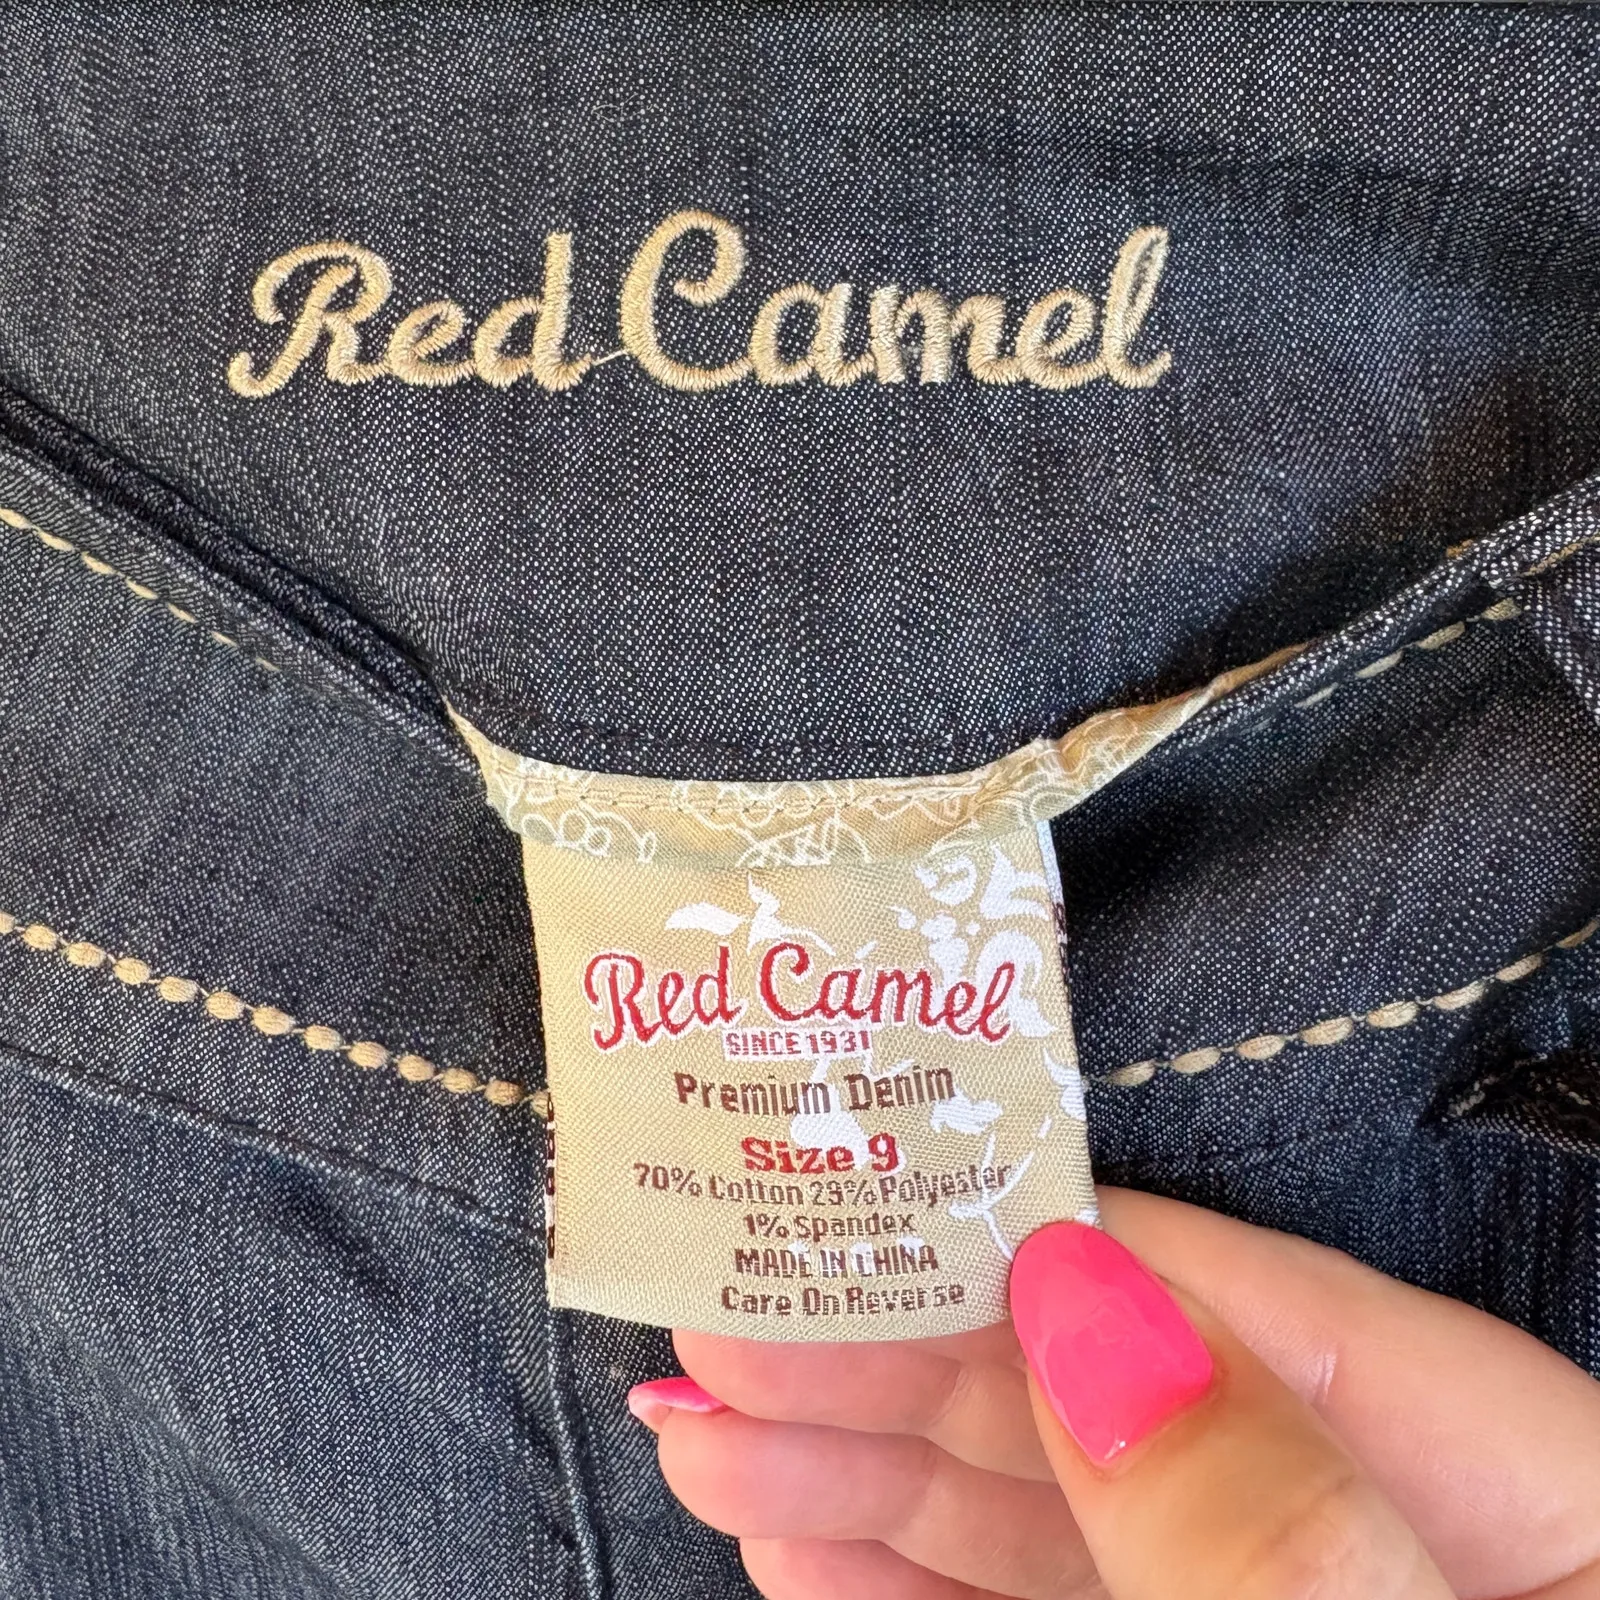 Red Camel
Red Camel
SINCE 1931
Premium Denim
Size 9
70% Cotton 29% Polyester
1% Spandex
MADE IN CHINA
Care On Reverse